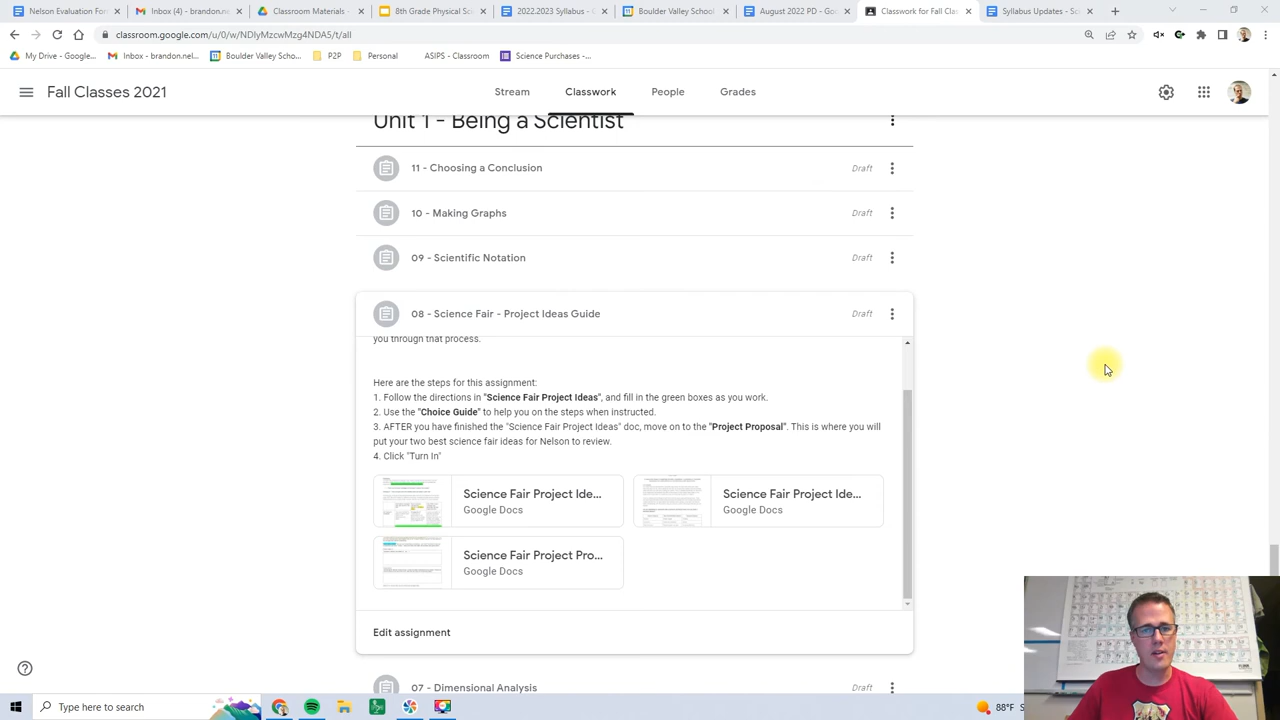 Nelson Evaluation For
Inbox (4) - brandon.nic
Classroom Materials -
8th Grade Physical Sc
2022.2023 Syllabus - C
Boulder Valley School
August 2022 PD - Goo
Classwork for Fall Clas
Syllabus Updates - Sc
classroom.google.com/u/0/w/NDIyMzcwMzg4NDA5/t/all
My Drive - Google...
Inbox - brandon.nel...
Boulder Valley Scho...
P2P
Personal
ASIPS - Classroom
Science Purchases -...
Fall Classes 2021
Stream
Classwork
People
Grades
Unit 1 - Being a Scientist
11 - Choosing a Conclusion
Draft
10 - Making Graphs
Draft
09 - Scientific Notation
Draft
08 - Science Fair - Project Ideas Guide
Draft
you through that process.
Here are the steps for this assignment:
1. Follow the directions in "Science Fair Project Ideas", and fill in the green boxes as you work.
2. Use the "Choice Guide" to help you on the steps when instructed.
3. AFTER you have finished the "Science Fair Project Ideas" doc, move on to the "Project Proposal". This is where you will
put your two best science fair ideas for Nelson to review.
4. Click "Turn In"
Science Fair Project Ide...
Google Docs
Science Fair Project Ide...
Google Docs
Science Fair Project Pro...
Google Docs
Edit assignment
07 - Dimensional Analysis
Draft
Type here to search
88°F S